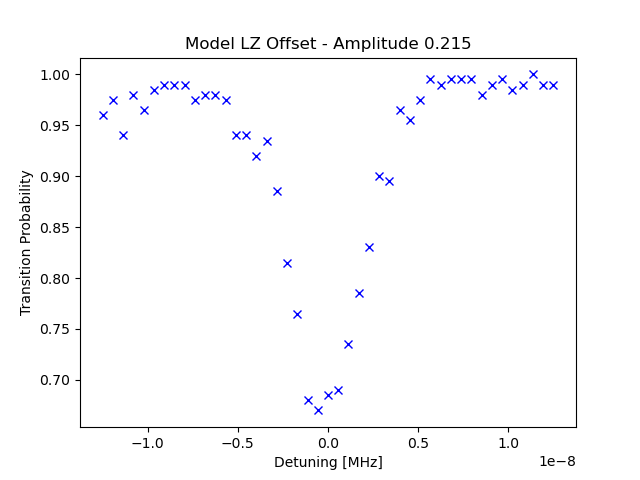 Model LZ Offset - Amplitude 0.215
1.00
0.95
0.90
0.85
0.80
0.75
0.70
Transition Probability
−1.0 −0.5 0.0 0.5 1.0
1e−8
Detuning [MHz]